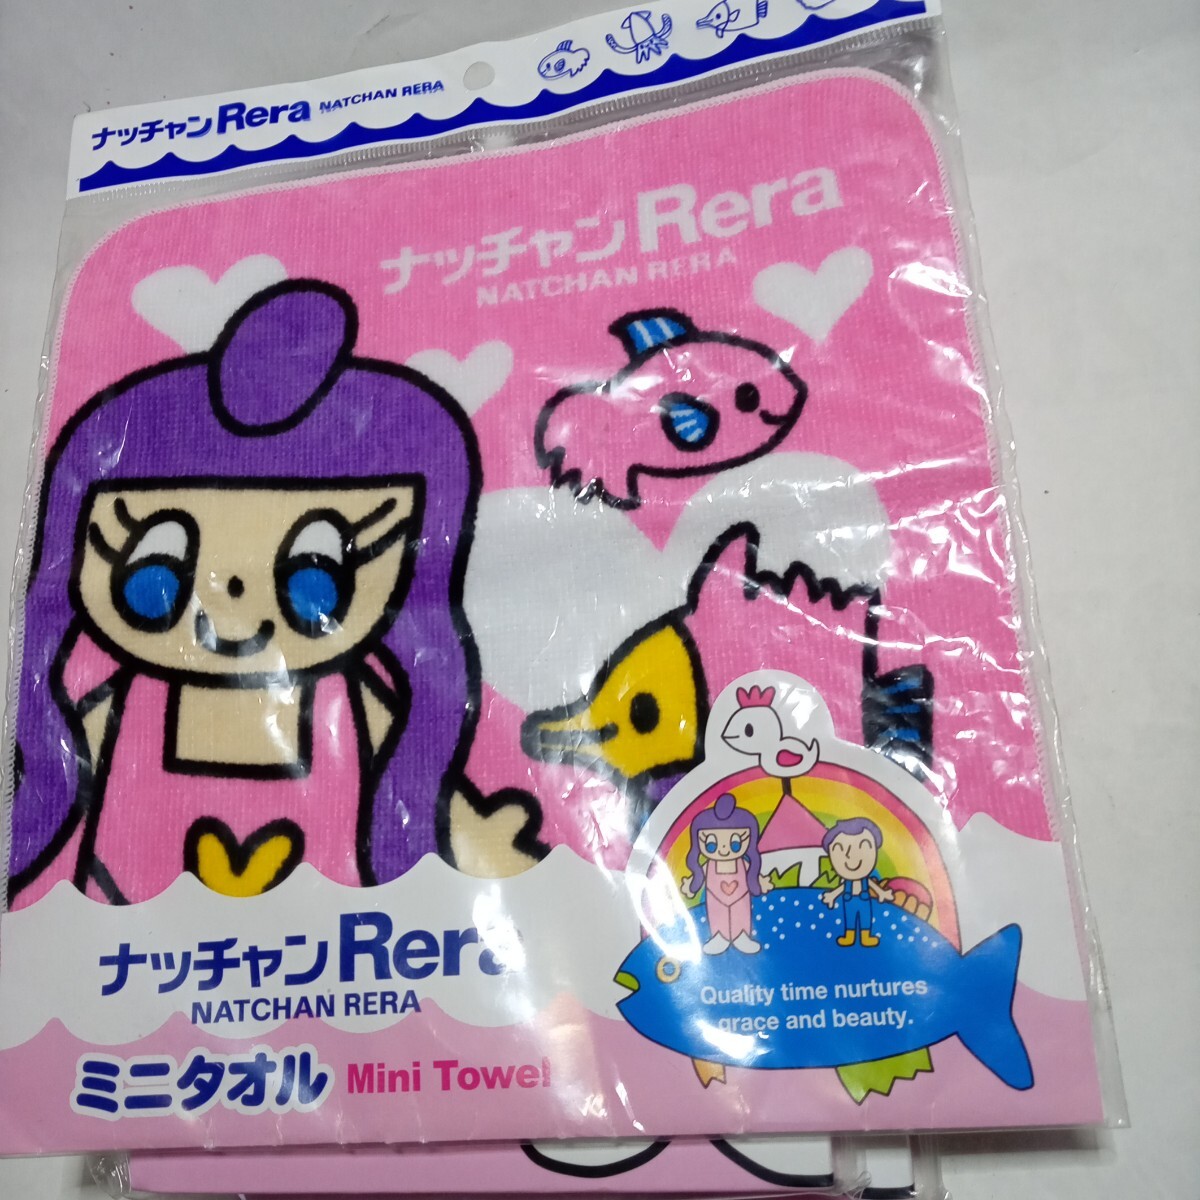 ナッチャンRera NATCHAN RERA
ナッチャンRera
NATCHAN RERA
ナッチャンRera
NATCHAN RERA
ミニタオル Mini Towel
Quality time nurtures
grace and beauty.